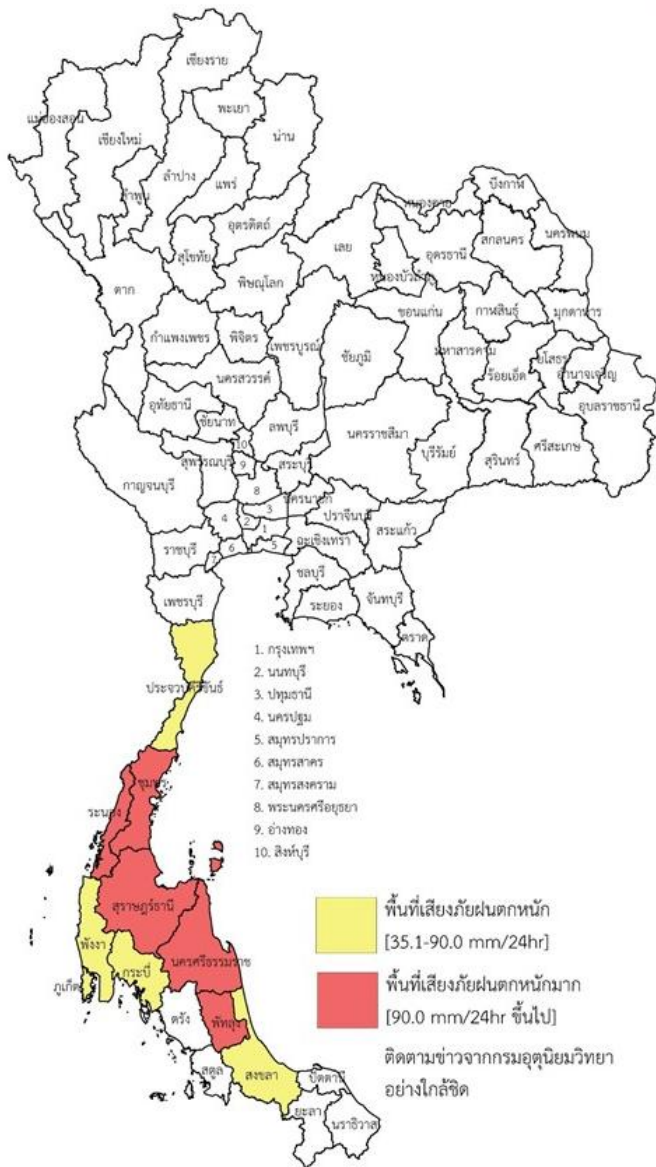 เชียงราย
แม่ฮ่องสอน
เชียงใหม่
พะเยา
น่าน
ลำปาง
แพร่
ลำพูน
อุตรดิตถ์
สุโขทัย
ตาก
พิษณุโลก
เลย
หนองคาย
บึงกาฬ
อุดรธานี
สกลนคร
นครพนม
หนองบัวลำภู
กำแพงเพชร
พิจิตร
เพชรบูรณ์
ขอนแก่น
กาฬสินธุ์
มุกดาหาร
ชัยภูมิ
มหาสารคาม
ร้อยเอ็ด
ยโสธร
อำนาจเจริญ
นครสวรรค์
อุทัยธานี
ชัยนาท
ลพบุรี
นครราชสีมา
บุรีรัมย์
สุรินทร์
ศรีสะเกษ
อุบลราชธานี
10
สุพรรณบุรี
9
สระบุรี
กาญจนบุรี
8
นครนายก
4
3
ปราจีนบุรี
2
1
ฉะเชิงเทรา
สระแก้ว
ราชบุรี
7
6
5
ชลบุรี
เพชรบุรี
ระยอง
จันทบุรี
ตราด
ประจวบคีรีขันธ์
1. กรุงเทพฯ
2. นนทบุรี
3. ปทุมธานี
4. นครปฐม
5. สมุทรปราการ
6. สมุทรสาคร
7. สมุทรสงคราม
8. พระนครศรีอยุธยา
9. อ่างทอง
10. สิงห์บุรี
ชุมพร
ระนอง
สุราษฎร์ธานี
พังงา
กระบี่
นครศรีธรรมราช
ภูเก็ต
ตรัง
พัทลุง
สตูล
สงขลา
ปัตตานี
ยะลา
นราธิวาส
พื้นที่เสี่ยงภัยฝนตกหนัก
[35.1-90.0 mm/24hr]
พื้นที่เสี่ยงภัยฝนตกหนักมาก
[90.0 mm/24hr ขึ้นไป]
ติดตามข่าวจากกรมอุตุนิยมวิทยา
อย่างใกล้ชิด